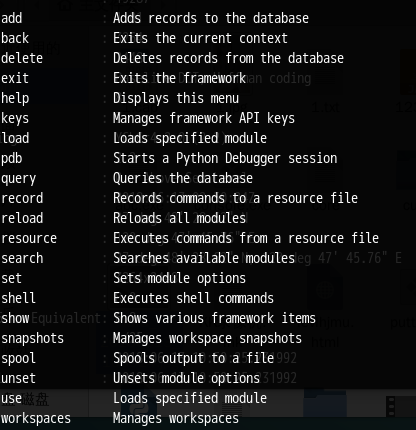 add Adds records to the database
back Exits the current context
delete Deletes records from the database
exit Exits the framework
help Displays this menu
keys Manages framework API keys
load Loads specified module
pdb Starts a Python Debugger session
query Queries the database
record Records commands to a resource file
reload Reloads all modules
resource Executes commands from a resource file
search Searches available modules
set Sets module options
shell Executes shell commands
show Shows various framework items
snapshots Manages workspace snapshots
spool Spools output to a file
unset Unsets module options
use Loads specified module
workspaces Manages workspaces